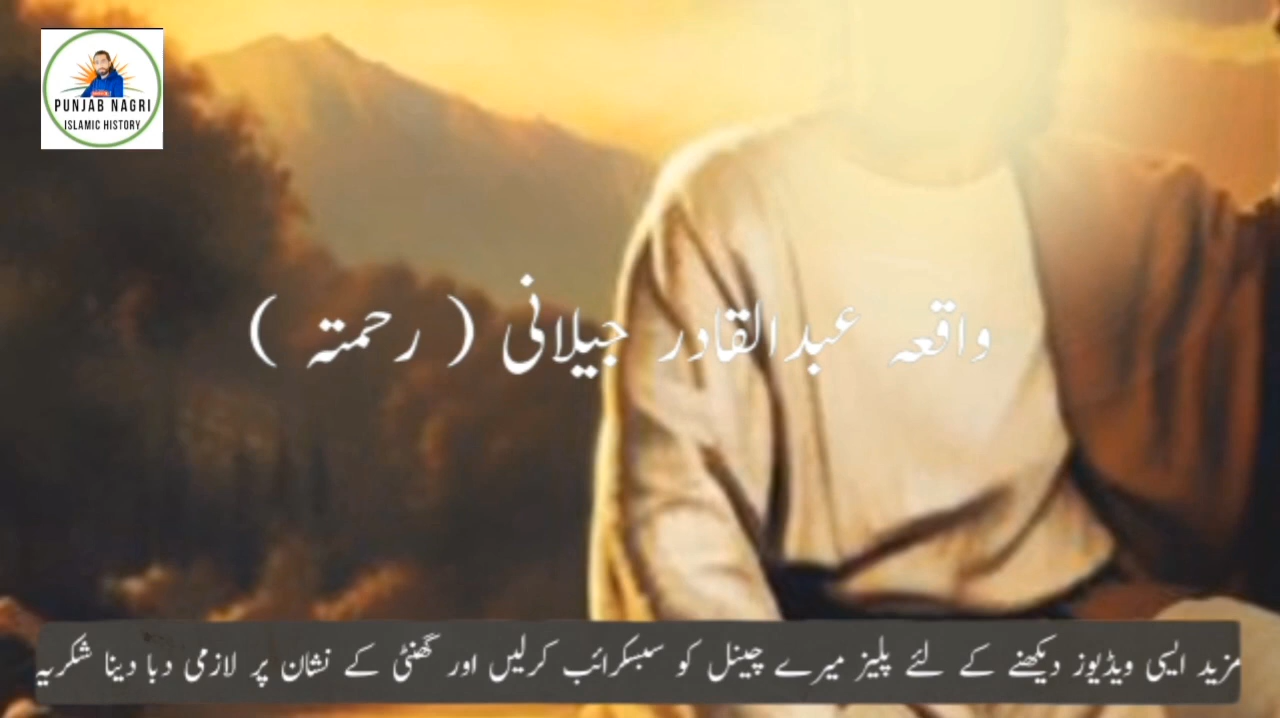 PUNJAB NAGRI
ISLAMIC HISTORY
واقعہ عبدالقادر جیلانی ( رحمتہ )
مزید ایسی ویڈیوز دیکھنے کے لئے پلیز میرے چینل کو سبسکرائب کرلیں اور گھنٹی کے نشان پر لازمی دبا دینا شکریہ